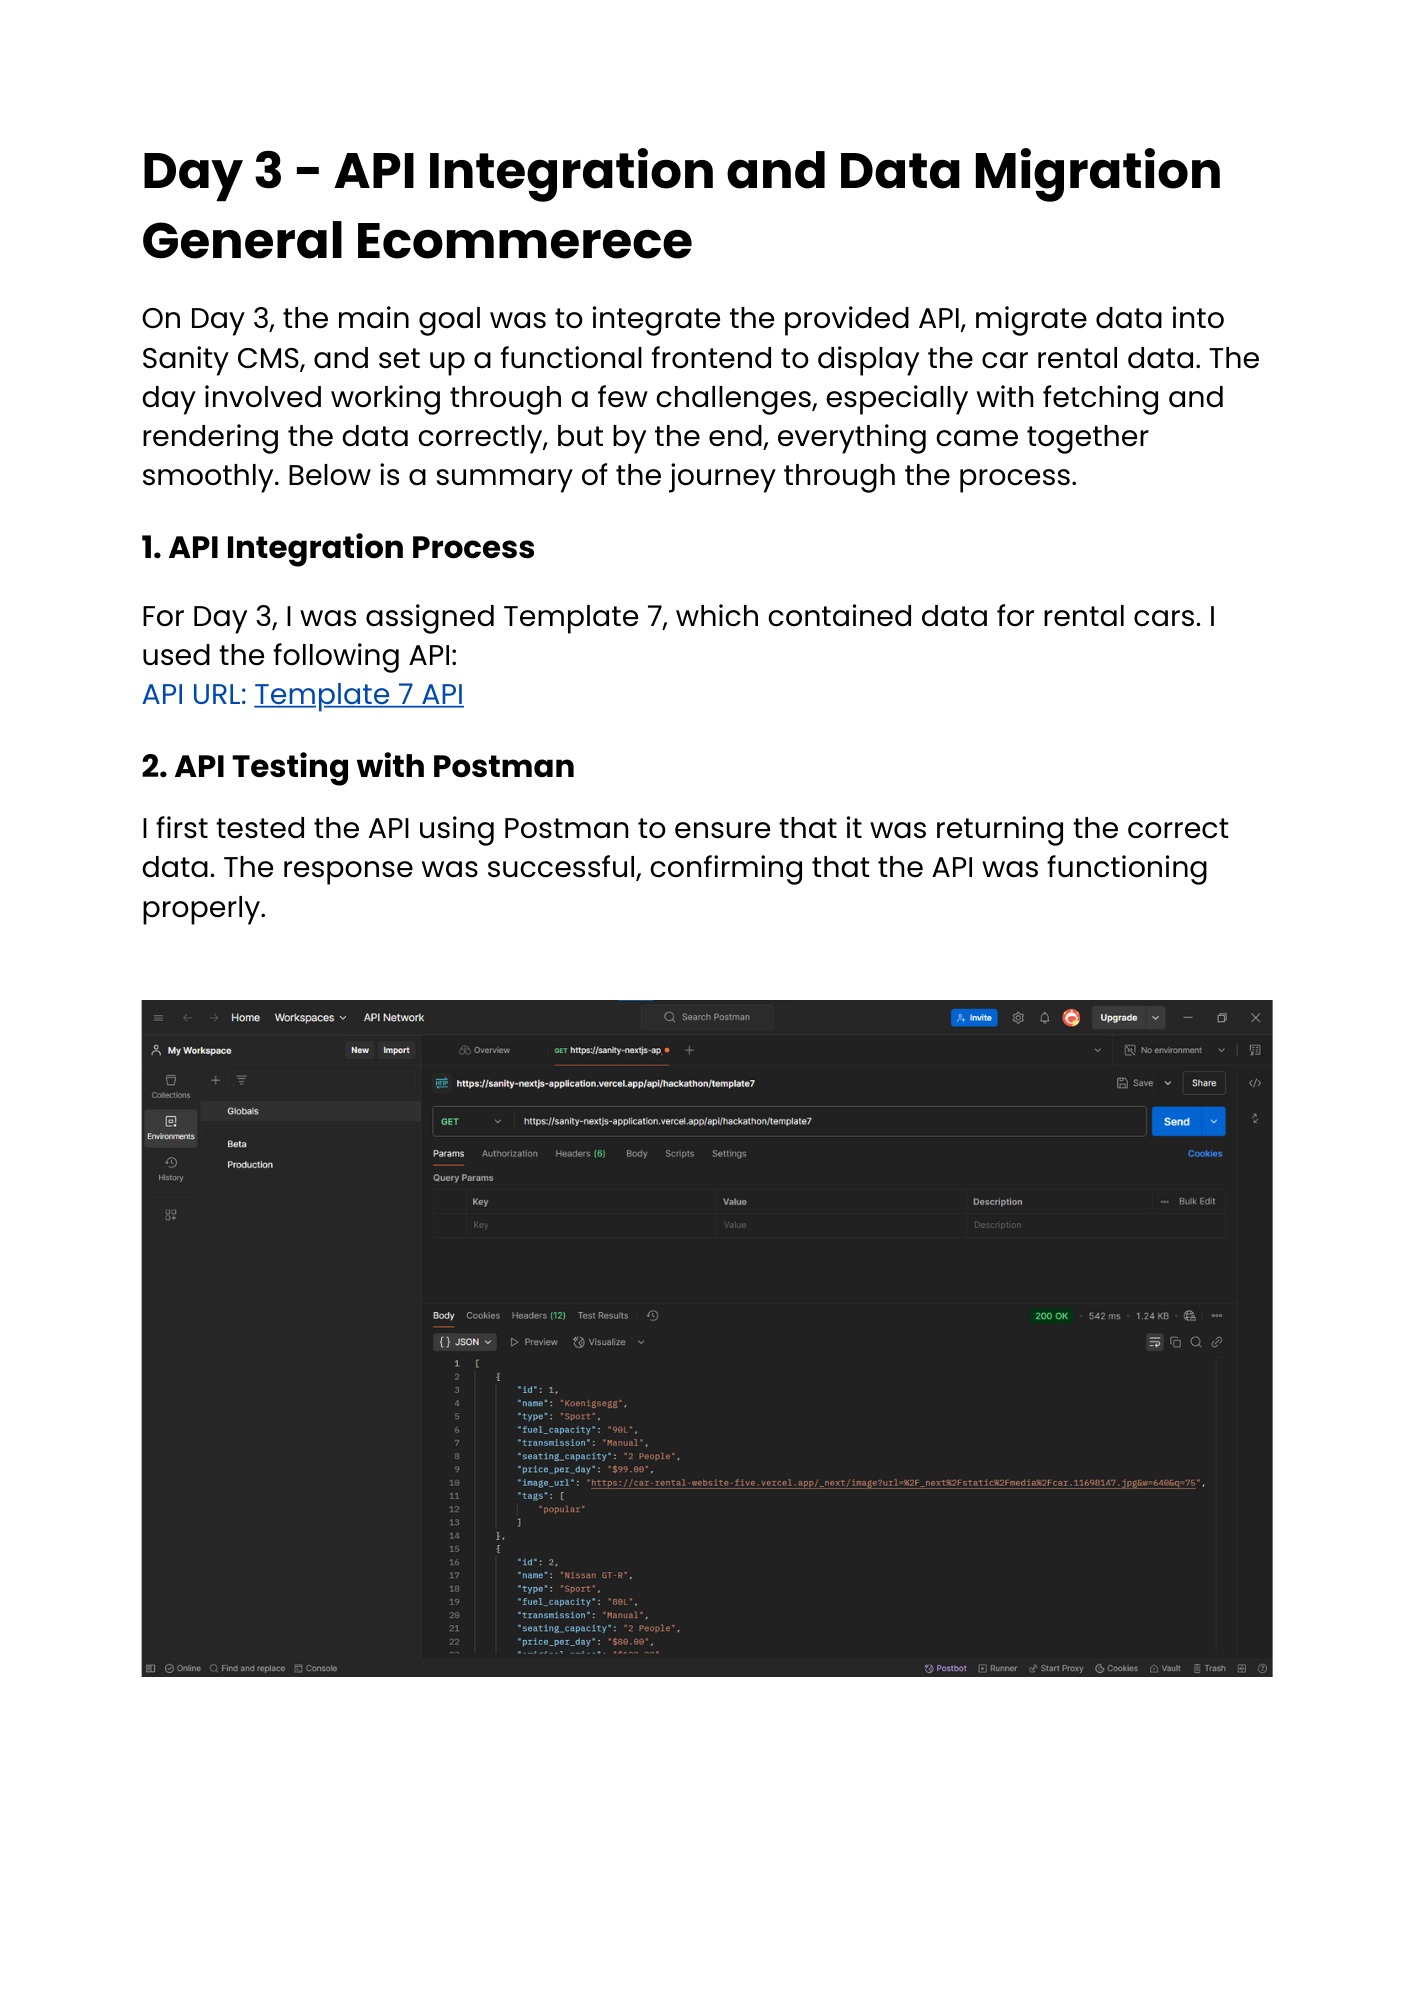 Day 3 - API Integration and Data Migration
General Ecommerece
On Day 3, the main goal was to integrate the provided API, migrate data into
Sanity CMS, and set up a functional frontend to display the car rental data. The
day involved working through a few challenges, especially with fetching and
rendering the data correctly, but by the end, everything came together
smoothly. Below is a summary of the journey through the process.
1. API Integration Process
For Day 3, I was assigned Template 7, which contained data for rental cars. I
used the following API:
API URL: Template 7 API
2. API Testing with Postman
I first tested the API using Postman to ensure that it was returning the correct
data. The response was successful, confirming that the API was functioning
properly.
Home Workspaces API Network Search Postman Invite Upgrade
My Workspace New Import Overview GET https://sanity-nextjs-ap No environment
Collections
HTTP https://sanity-nextjs-application.vercel.app/api/hackathon/template7 Save Share
Globals
Environments
GET https://sanity-nextjs-application.vercel.app/api/hackathon/template7 Send
Beta
Production
History
Params Authorization Headers (6) Body Scripts Settings Cookies
Query Params
Key Value Description Bulk Edit
Key Value Description
Body Cookies Headers (12) Test Results 200 OK 542 ms 1.24 KB
{} JSON Preview Visualize
1 [
2 {
3 "id": 1,
4 "name": "Koenigsegg",
5 "type": "Sport",
6 "fuel_capacity": "90L",
7 "transmission": "Manual",
8 "seating_capacity": "2 People",
9 "price_per_day": "$99.00",
10 "image_url": "https://car-rental-website-five.vercel.app/_next/image?url=%2F_next%2Fstatic%2Fmedia%2Fcar.11698147.jpg&w=640&q=75",
11 "tags": [
12 "popular"
13 ]
14 },
15 {
16 "id": 2,
17 "name": "Nissan GT-R",
18 "type": "Sport",
19 "fuel_capacity": "80L",
20 "transmission": "Manual",
21 "seating_capacity": "2 People",
22 "price_per_day": "$80.00",
Online Find and replace Console Postbot Runner Start Proxy Cookies Vault Trash